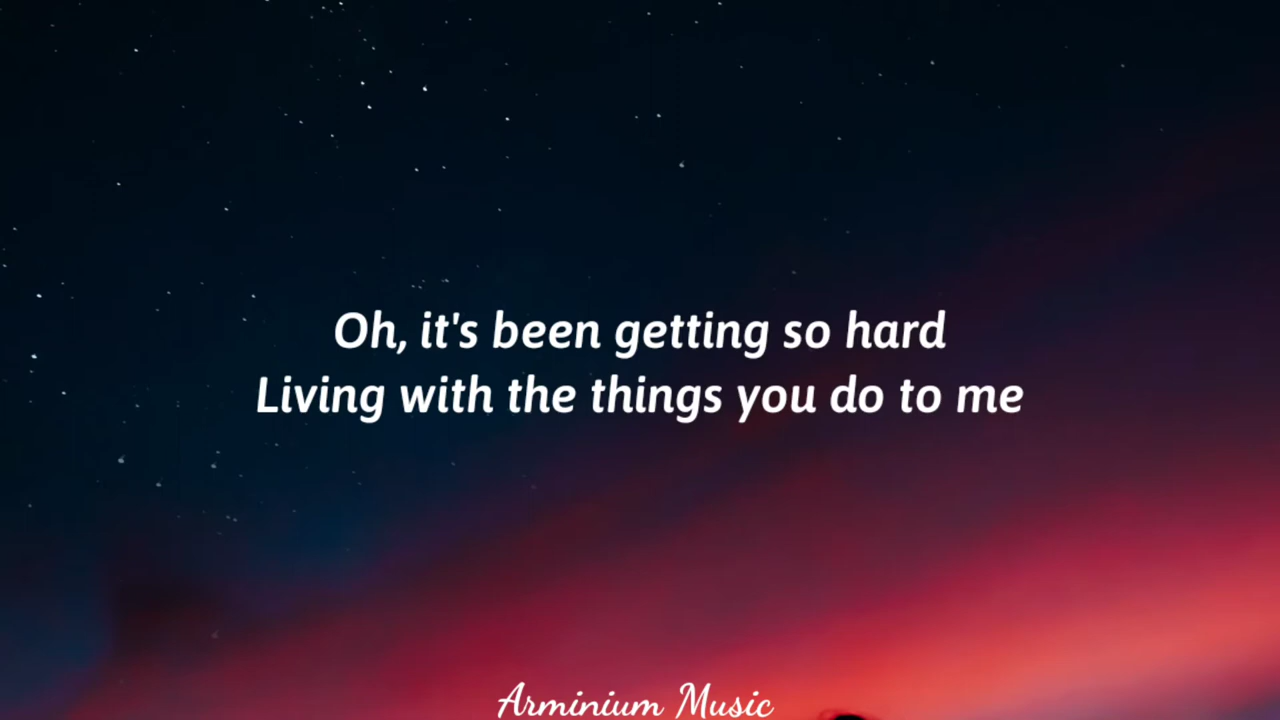 Oh, it's been getting so hard
Living with the things you do to me
Arminium Music